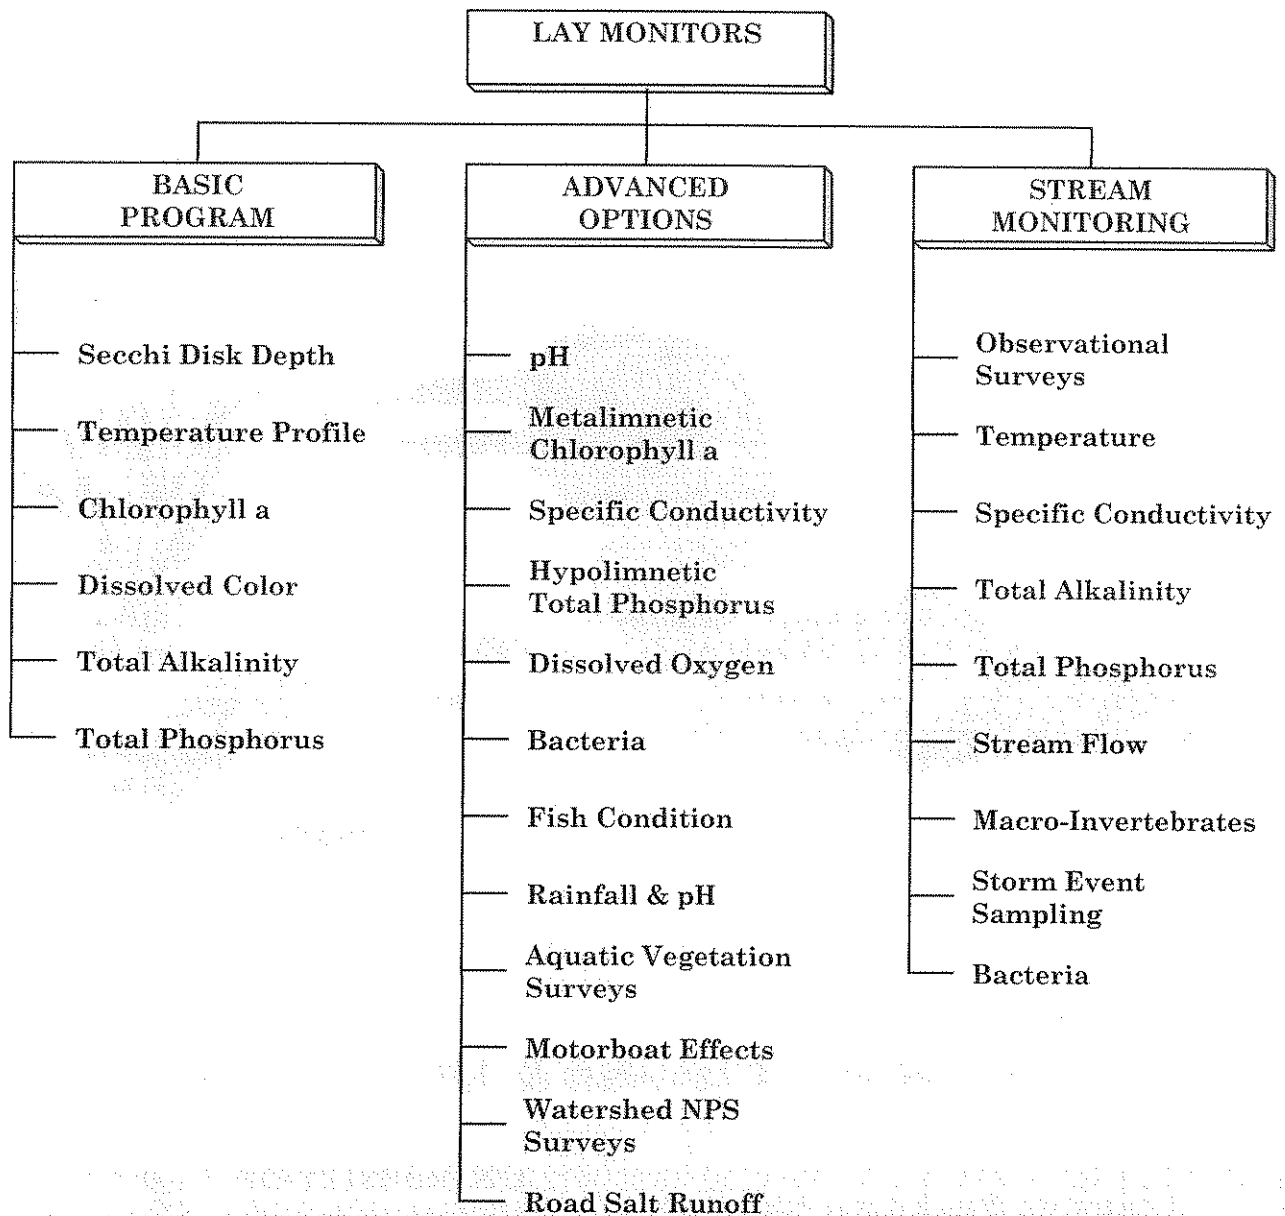 LAY MONITORS
BASIC
PROGRAM
Secchi Disk Depth
Temperature Profile
Chlorophyll a
Dissolved Color
Total Alkalinity
Total Phosphorus
ADVANCED
OPTIONS
pH
Metalimnetic
Chlorophyll a
Specific Conductivity
Hypolimnetic
Total Phosphorus
Dissolved Oxygen
Bacteria
Fish Condition
Rainfall & pH
Aquatic Vegetation
Surveys
Motorboat Effects
Watershed NPS
Surveys
Road Salt Runoff
STREAM
MONITORING
Observational
Surveys
Temperature
Specific Conductivity
Total Alkalinity
Total Phosphorus
Stream Flow
Macro-Invertebrates
Storm Event
Sampling
Bacteria